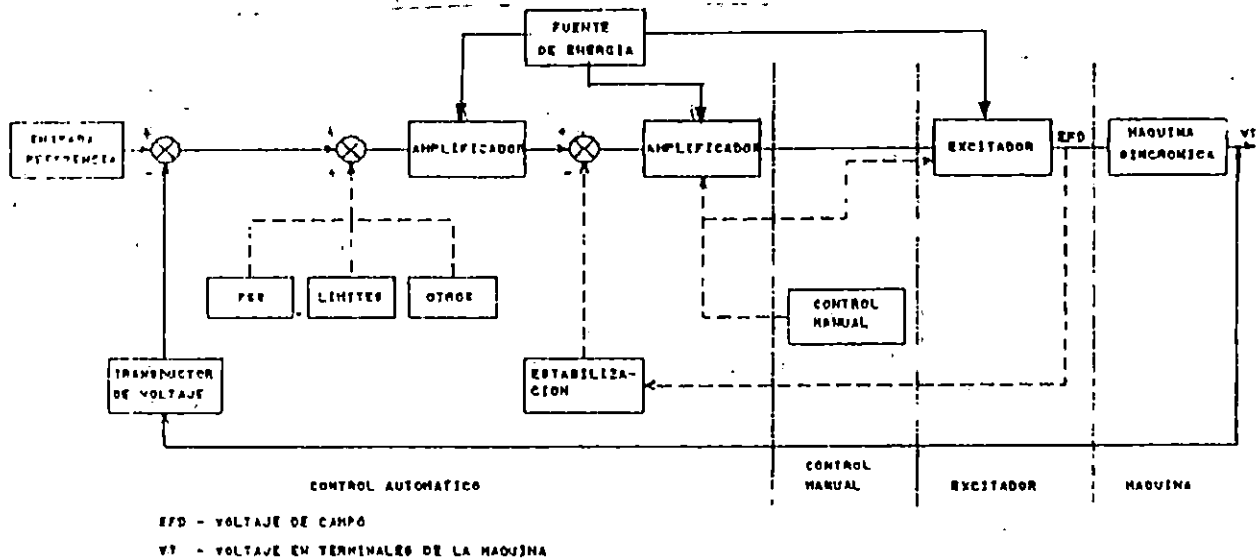 FUENTE
DE ENERGIA
ENTRADA
REFERENCIA
AMPLIFICADOR
AMPLIFICADOR
EXCITADOR
EFD
MAQUINA
SINCRONICA
VT
PSS
LIMITES
OTROS
CONTROL
MANUAL
TRANSDUCTOR
DE VOLTAJE
ESTABILIZA-
CION
CONTROL AUTOMATICO
CONTROL
MANUAL
EXCITADOR
MAQUINA
EFD - VOLTAJE DE CAMPO
VT - VOLTAJE EN TERMINALES DE LA MAQUINA